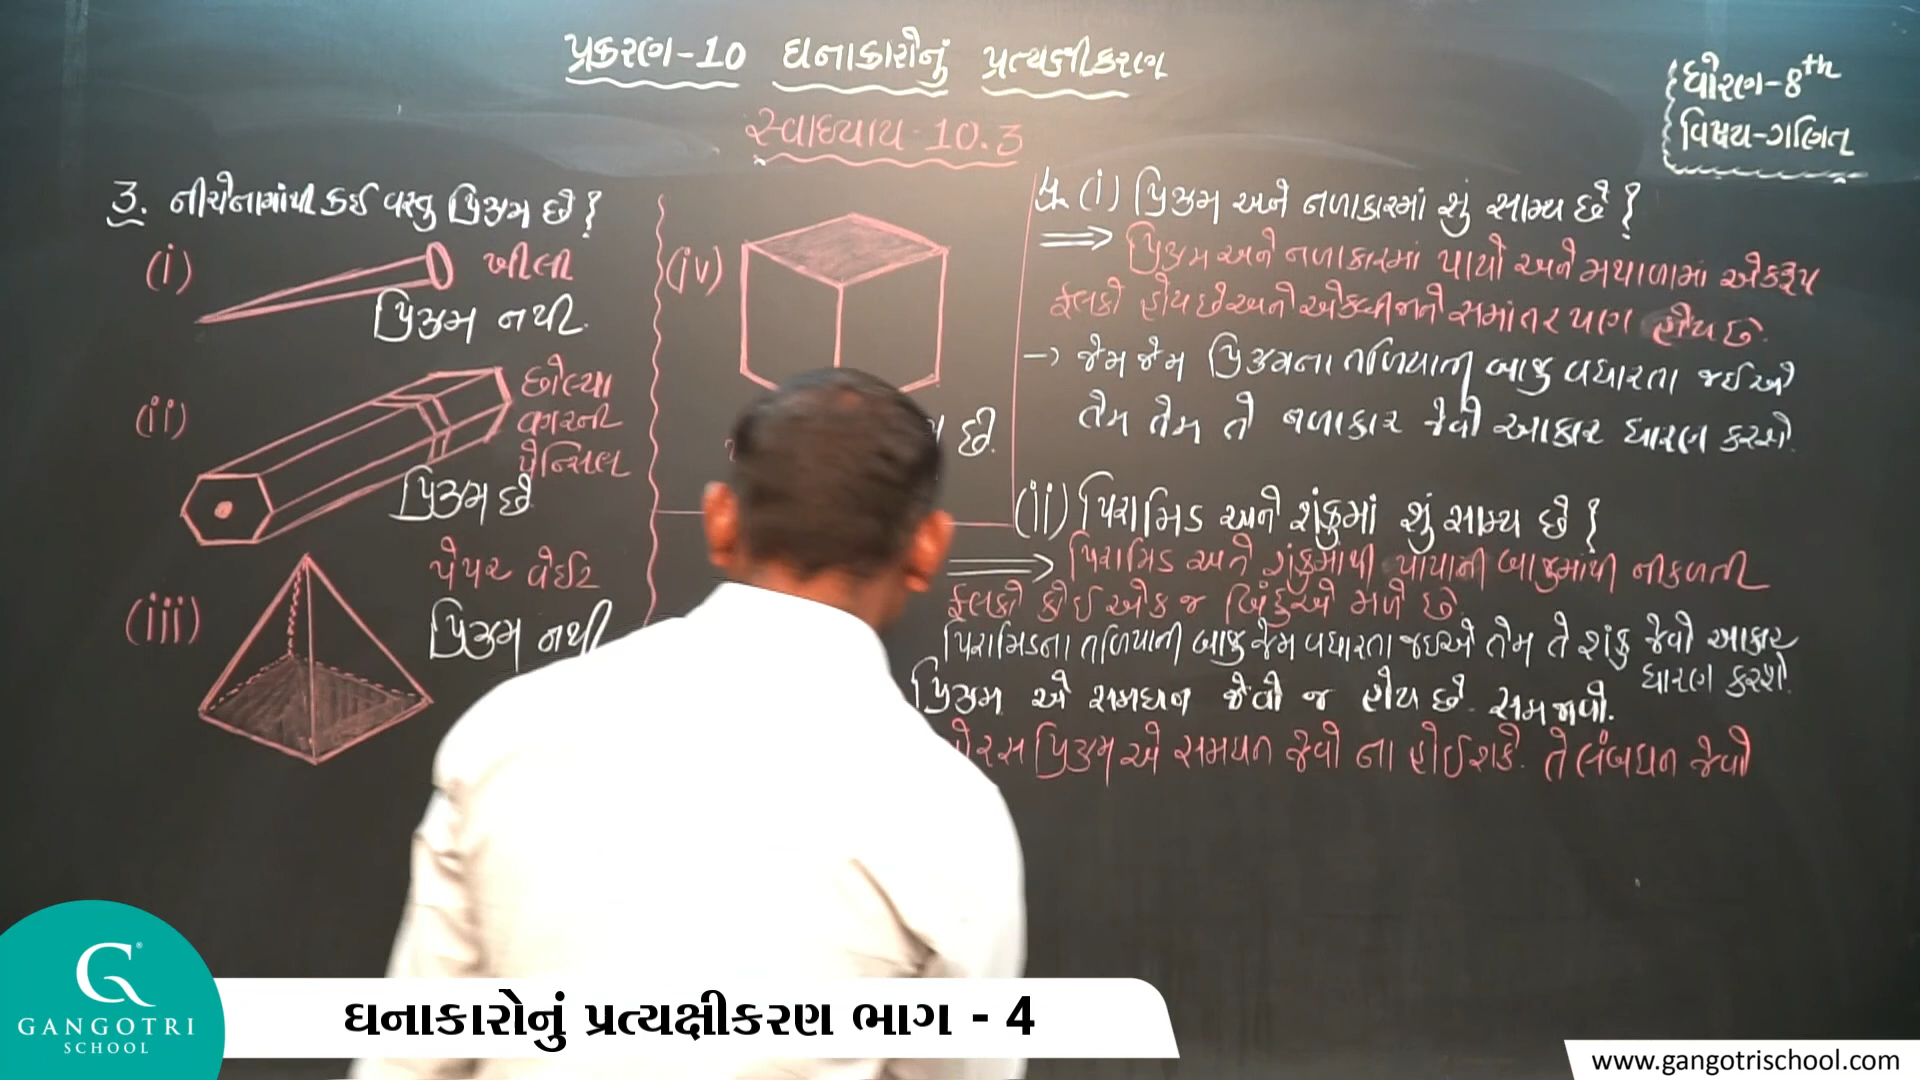 પ્રકરણ-10 ઘનાકારોનું પ્રત્યક્ષીકરણ
ધોરણ-8th
વિષય-ગણિત
સ્વાધ્યાય-10.3
3. નીચેનામાંથી કઈ વસ્તુ પ્રિઝમ છે?
(i) ખીલી
પ્રિઝમ નથી.
(ii) છોલ્યા
વગરની
પેન્સિલ
પ્રિઝમ છે
(iii) પેપર વેઈટ
પ્રિઝમ નથી
(iv)
છે.
(i) પ્રિઝમ અને નળાકારમાં શું સામ્ય છે?
પ્રિઝમ અને નળાકારમાં પાયો અને મથાળામાં એકરૂપ
ફલકો હોય છે અને એકબીજાને સમાંતર પણ હોય છે.
→ જેમ જેમ પ્રિઝમના તળિયાની બાજુ વધારતા જઈએ
તેમ તેમ તે નળાકાર જેવો આકાર ધારણ કરશે.
(ii) પિરામિડ અને શંકુમાં શું સામ્ય છે?
પિરામિડ અને શંકુમાંથી પાયાની બાજુમાંથી નીકળતી
ફલકો કોઈ એક જ બિંદુએ મળે છે.
પિરામિડના તળિયાની બાજુ જેમ વધારતા જઇએ તેમ તે શંકુ જેવો આકાર
ધારણ કરશે.
પ્રિઝમ એ સમઘન જેવો જ હોય છે. સમજાવો.
પ્રિઝમ એ સમઘન જેવો ના હોઈ શકે. તે લંબઘન જેવો
GANGOTRI
SCHOOL
ઘનાકારોનું પ્રત્યક્ષીકરણ ભાગ - 4
www.gangotrischool.com